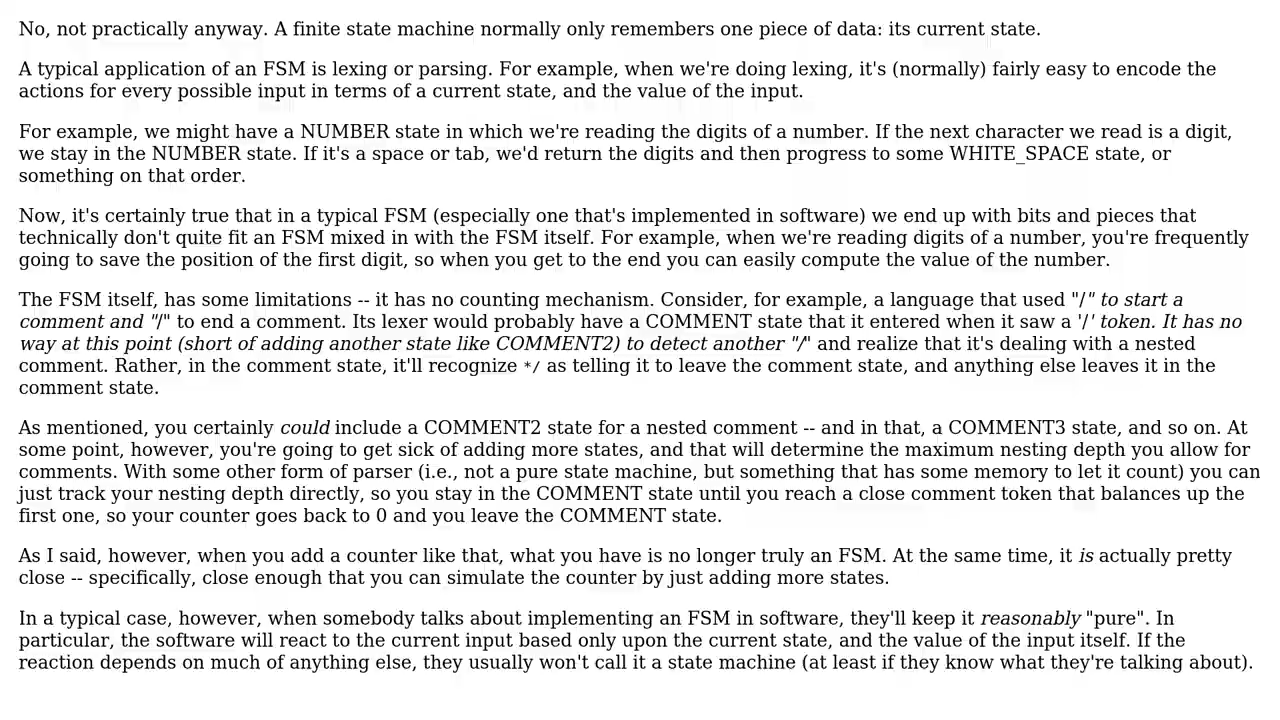 No, not practically anyway. A finite state machine normally only remembers one piece of data: its current state.
A typical application of an FSM is lexing or parsing. For example, when we're doing lexing, it's (normally) fairly easy to encode the
actions for every possible input in terms of a current state, and the value of the input.
For example, we might have a NUMBER state in which we're reading the digits of a number. If the next character we read is a digit,
we stay in the NUMBER state. If it's a space or tab, we'd return the digits and then progress to some WHITE_SPACE state, or
something on that order.
Now, it's certainly true that in a typical FSM (especially one that's implemented in software) we end up with bits and pieces that
technically don't quite fit an FSM mixed in with the FSM itself. For example, when we're reading digits of a number, you're frequently
going to save the position of the first digit, so when you get to the end you can easily compute the value of the number.
The FSM itself, has some limitations -- it has no counting mechanism. Consider, for example, a language that used "/" to start a
comment and "/" to end a comment. Its lexer would probably have a COMMENT state that it entered when it saw a '/' token. It has no
way at this point (short of adding another state like COMMENT2) to detect another "/" and realize that it's dealing with a nested
comment. Rather, in the comment state, it'll recognize */ as telling it to leave the comment state, and anything else leaves it in the
comment state.
As mentioned, you certainly could include a COMMENT2 state for a nested comment -- and in that, a COMMENT3 state, and so on. At
some point, however, you're going to get sick of adding more states, and that will determine the maximum nesting depth you allow for
comments. With some other form of parser (i.e., not a pure state machine, but something that has some memory to let it count) you can
just track your nesting depth directly, so you stay in the COMMENT state until you reach a close comment token that balances up the
first one, so your counter goes back to 0 and you leave the COMMENT state.
As I said, however, when you add a counter like that, what you have is no longer truly an FSM. At the same time, it is actually pretty
close -- specifically, close enough that you can simulate the counter by just adding more states.
In a typical case, however, when somebody talks about implementing an FSM in software, they'll keep it reasonably "pure". In
particular, the software will react to the current input based only upon the current state, and the value of the input itself. If the
reaction depends on much of anything else, they usually won't call it a state machine (at least if they know what they're talking about).